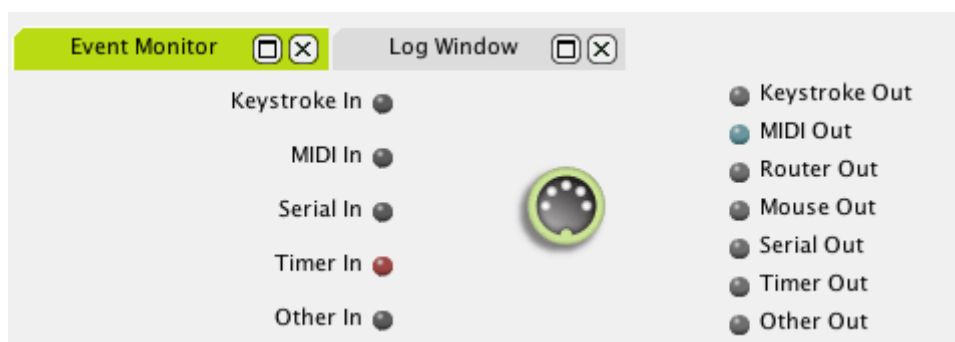 Event Monitor
Log Window
Keystroke In
MIDI In
Serial In
Timer In
Other In
Keystroke Out
MIDI Out
Router Out
Mouse Out
Serial Out
Timer Out
Other Out